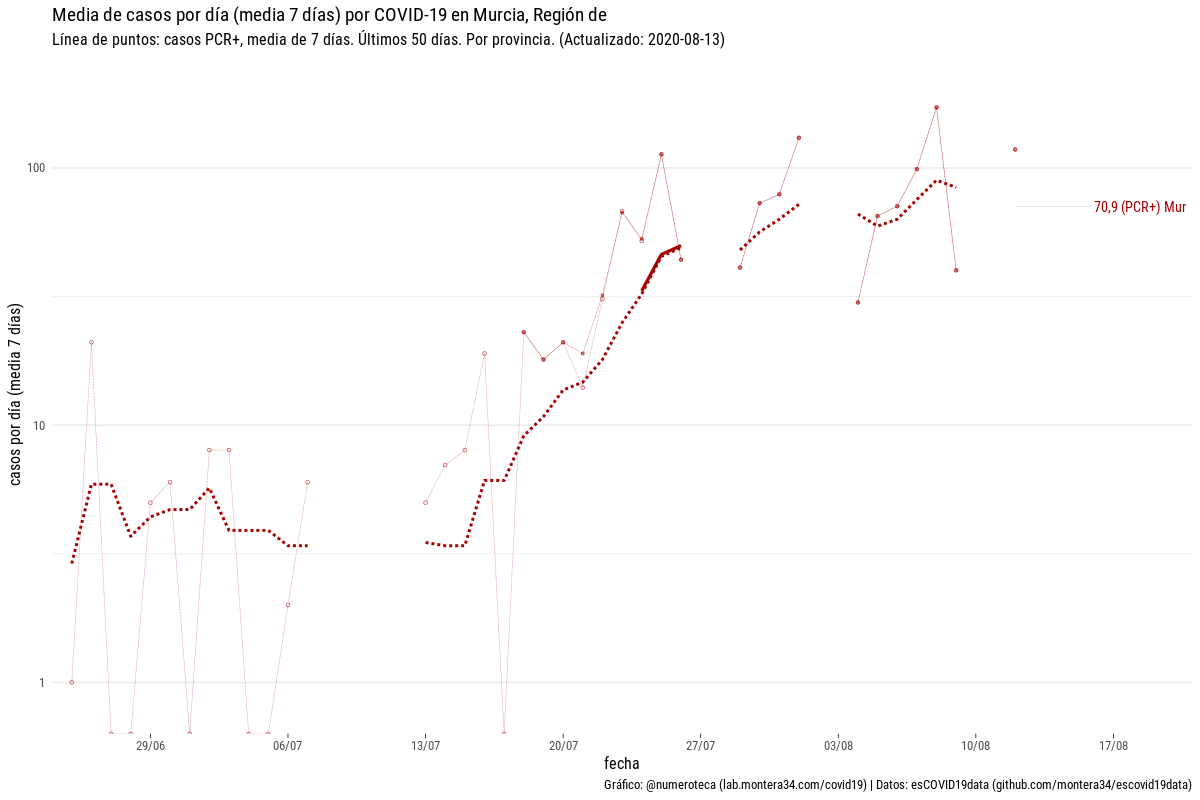 Media de casos por día (media 7 días) por COVID-19 en Murcia, Región de
Línea de puntos: casos PCR+, media de 7 días. Últimos 50 días. Por provincia. (Actualizado: 2020-08-13)
casos por día (media 7 días)
100
10
1
70,9 (PCR+) Mur
29/06
06/07
13/07
20/07
27/07
03/08
10/08
17/08
fecha
Gráfico: @numeroteca (lab.montera34.com/covid19) | Datos: esCOVID19data (github.com/montera34/escovid19data)